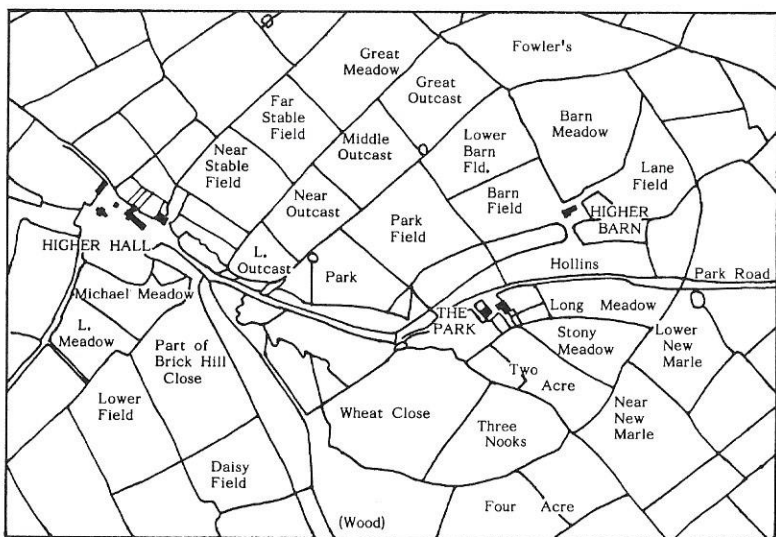 Fowler's
Great
Meadow
Great
Outcast
Far
Stable
Field
Barn
Meadow
Middle
Outcast
Lower
Barn
Fld.
Near
Stable
Field
Lane
Field
Near
Outcast
Barn
Field
Park
Field
HIGHER
BARN
HIGHER HALL
L.
Outcast
Park
Hollins
Park Road
Michael Meadow
THE
PARK
Long Meadow
L.
Meadow
Part of
Brick Hill
Close
Stony
Meadow
Lower
New
Marle
Two
Acre
Lower
Field
Wheat Close
Three
Nooks
Near
New
Marle
Daisy
Field
(Wood)
Four Acre